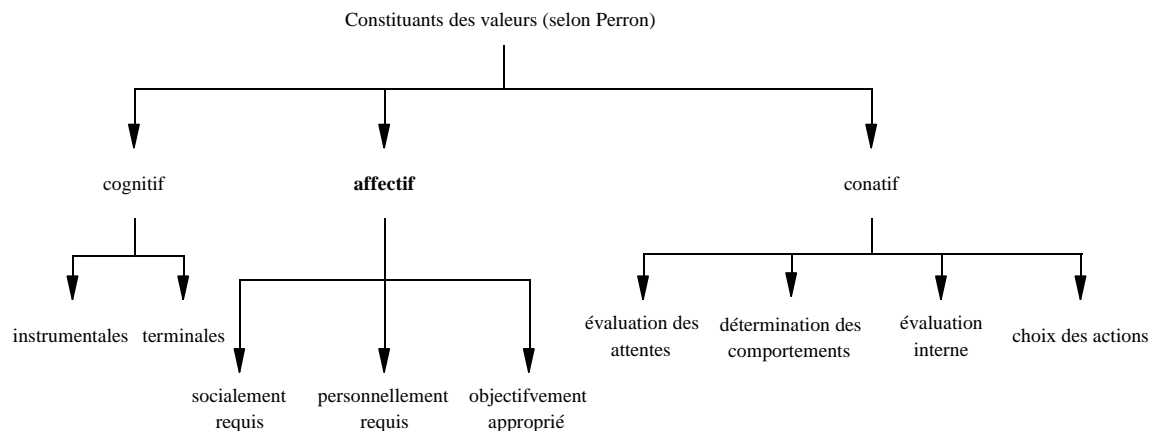 Constituants des valeurs (selon Perron)
cognitif
affectif
conatif
instrumentales
terminales
socialement
requis
personnellement
requis
objectifvement
approprié
évaluation des
attentes
détermination des
comportements
évaluation
interne
choix des actions